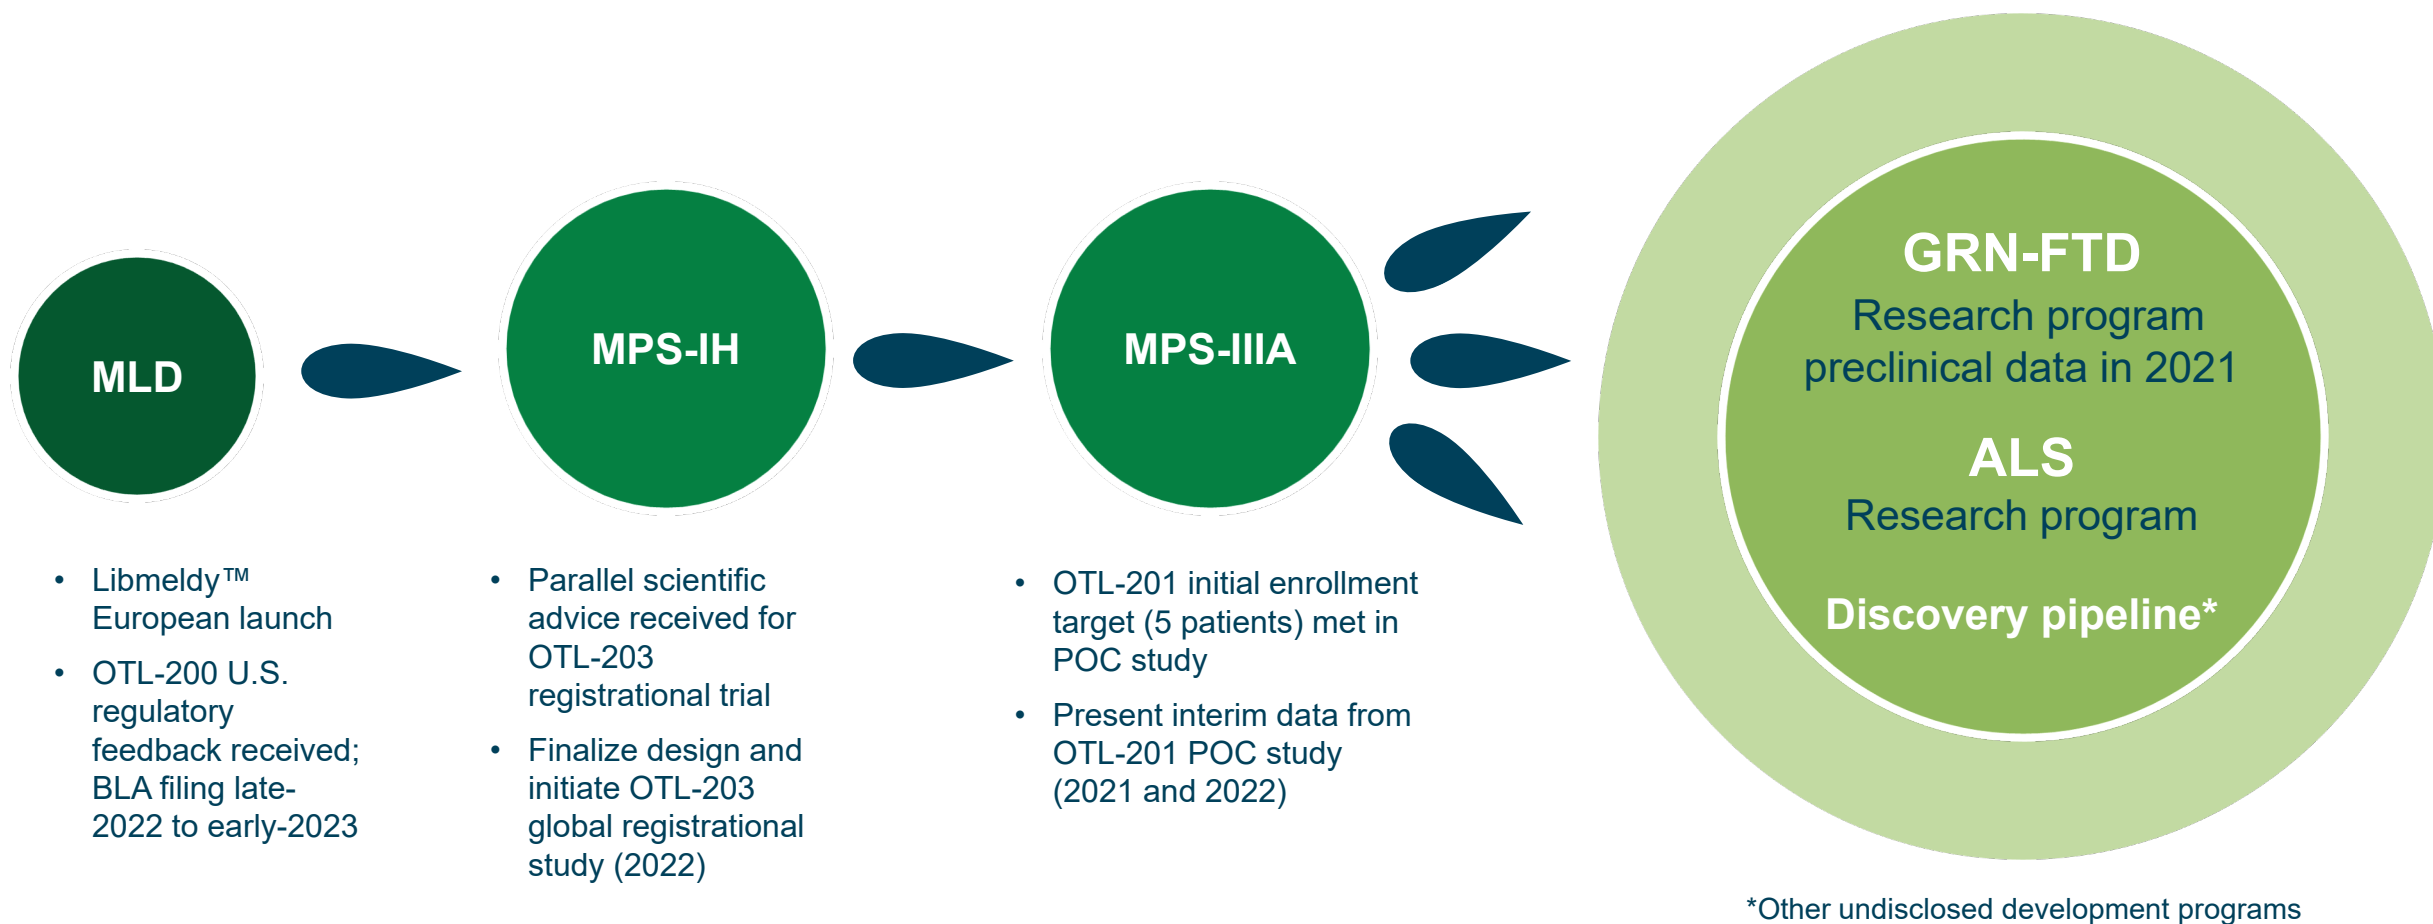 MLD
• Libmeldy™
European launch
• OTL-200 U.S.
regulatory
feedback received;
BLA filing late-
2022 to early-2023
MPS-IH
• Parallel scientific
advice received for
OTL-203
registrational trial
• Finalize design and
initiate OTL-203
global registrational
study (2022)
MPS-IIIA
• OTL-201 initial enrollment
target (5 patients) met in
POC study
• Present interim data from
OTL-201 POC study
(2021 and 2022)
GRN-FTD
Research program
preclinical data in 2021
ALS
Research program
Discovery pipeline*
*Other undisclosed development programs